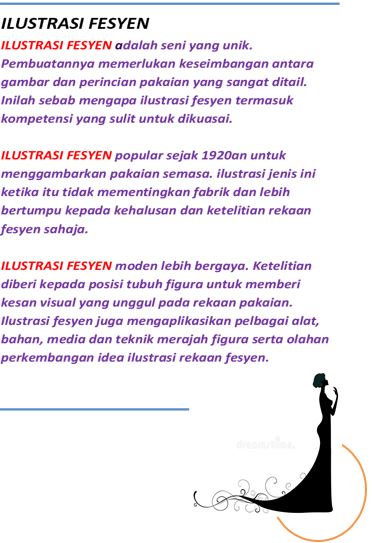 ILUSTRASI FESYEN
ILUSTRASI FESYEN adalah seni yang unik.
Pembuatannya memerlukan keseimbangan antara
gambar dan perincian pakaian yang sangat ditail.
Inilah sebab mengapa ilustrasi fesyen termasuk
kompetensi yang sulit untuk dikuasai.
ILUSTRASI FESYEN popular sejak 1920an untuk
menggambarkan pakaian semasa. ilustrasi jenis ini
ketika itu tidak mementingkan fabrik dan lebih
bertumpu kepada kehalusan dan ketelitian rekaan
fesyen sahaja.
ILUSTRASI FESYEN moden lebih bergaya. Ketelitian
diberi kepada posisi tubuh figura untuk memberi
kesan visual yang unggul pada rekaan pakaian.
Ilustrasi fesyen juga mengaplikasikan pelbagai alat,
bahan, media dan teknik merajah figura serta olahan
perkembangan idea ilustrasi rekaan fesyen.
dreamstime